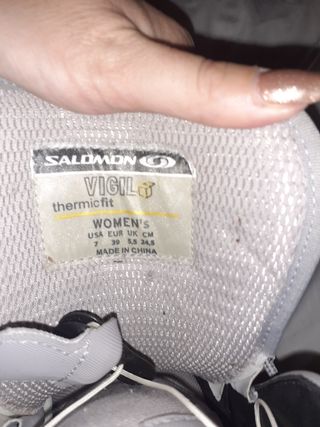 SALOMON
VIGIL
thermicfit
WOMEN'S
USA EUR UK CM
7 39 5,5 24,5
MADE IN CHINA